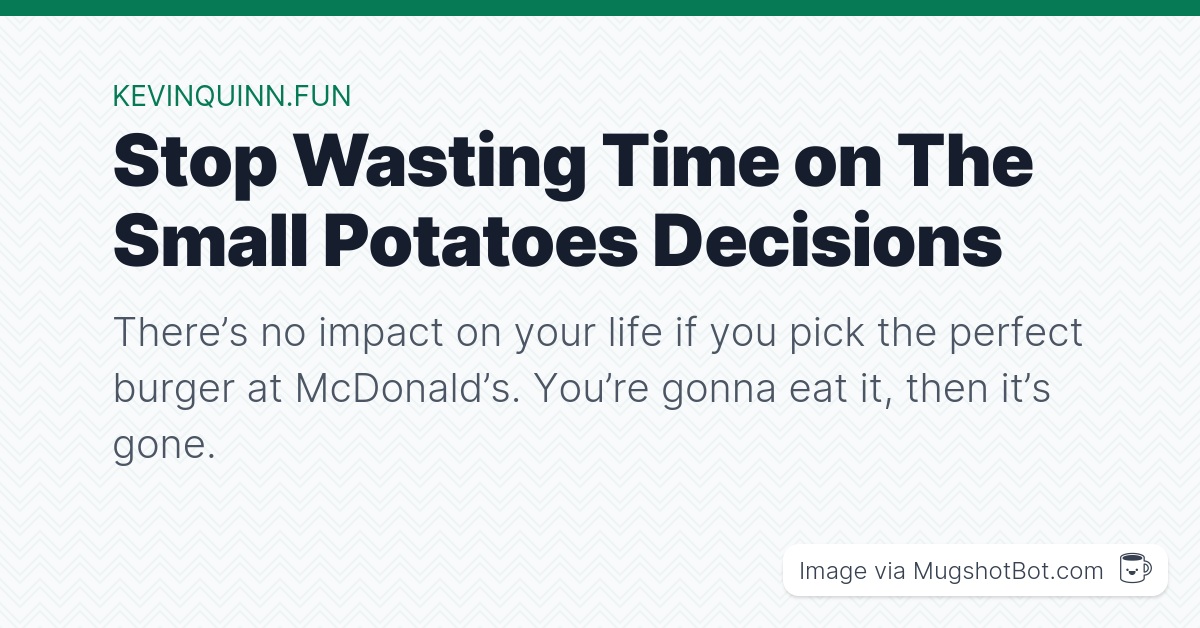 KEVINQUINN.FUN
Stop Wasting Time on The
Small Potatoes Decisions
There’s no impact on your life if you pick the perfect
burger at McDonald’s. You’re gonna eat it, then it’s
gone.
Image via MugshotBot.com